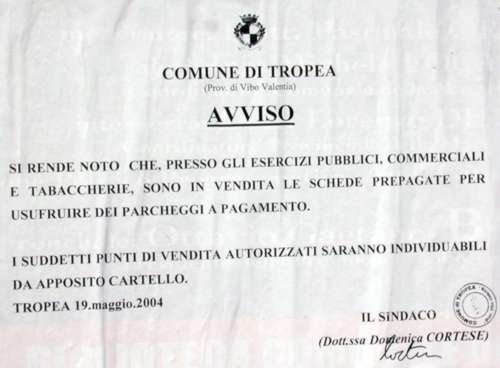 COMUNE DI TROPEA
(Prov. di Vibo Valentia)
AVVISO
SI RENDE NOTO CHE, PRESSO GLI ESERCIZI PUBBLICI, COMMERCIALI
E TABACCHERIE, SONO IN VENDITA LE SCHEDE PREPAGATE PER
USUFRUIRE DEI PARCHEGGI A PAGAMENTO.
I SUDDETTI PUNTI DI VENDITA AUTORIZZATI SARANNO INDIVIDUABILI
DA APPOSITO CARTELLO.
TROPEA 19.maggio.2004
IL SiNDACO
(Dott.ssa Domenica CORTESE)